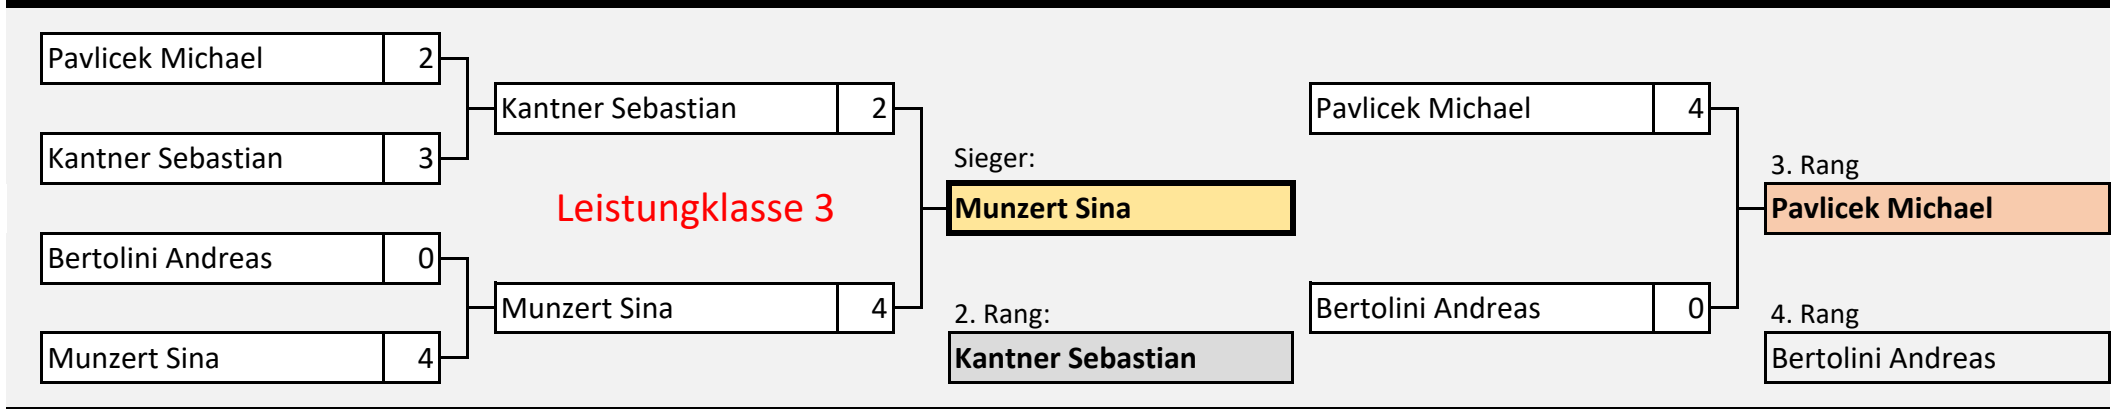 Pavlicek Michael 2
Kantner Sebastian 3
Bertolini Andreas 0
Munzert Sina 4
Kantner Sebastian 2
Leistungklasse 3
Munzert Sina 4
Sieger:
Munzert Sina
2. Rang:
Kantner Sebastian
Pavlicek Michael 4
Bertolini Andreas 0
3. Rang
Pavlicek Michael
4. Rang
Bertolini Andreas